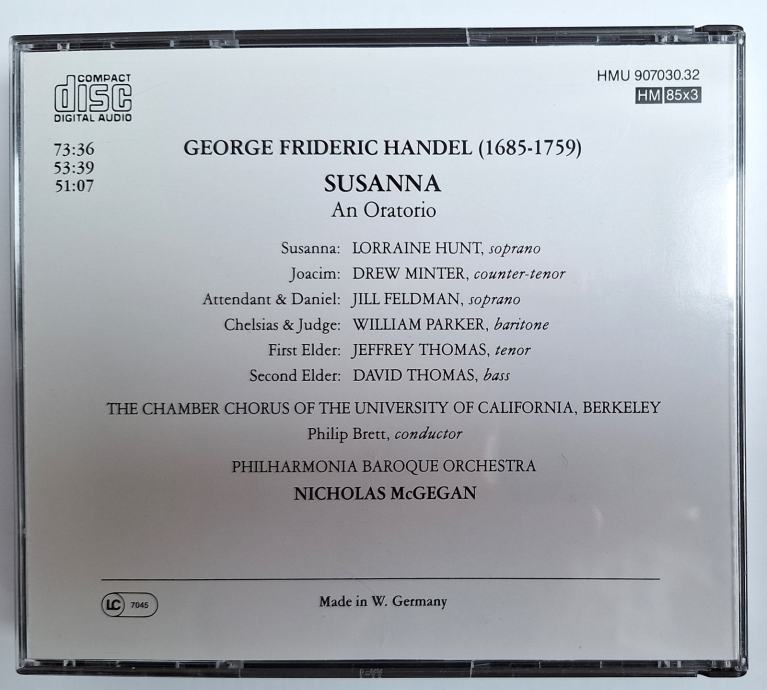 COMPACT
disc
DIGITAL AUDIO
HMU 907030.32
HM 85x3
73:36
53:39
51:07
GEORGE FRIDERIC HANDEL (1685-1759)
SUSANNA
An Oratorio
Susanna: LORRAINE HUNT, soprano
Joacim: DREW MINTER, counter-tenor
Attendant & Daniel: JILL FELDMAN, soprano
Chelsias & Judge: WILLIAM PARKER, baritone
First Elder: JEFFREY THOMAS, tenor
Second Elder: DAVID THOMAS, bass
THE CHAMBER CHORUS OF THE UNIVERSITY OF CALIFORNIA, BERKELEY
Philip Brett, conductor
PHILHARMONIA BAROQUE ORCHESTRA
NICHOLAS McGEGAN
LC 7045
Made in W. Germany